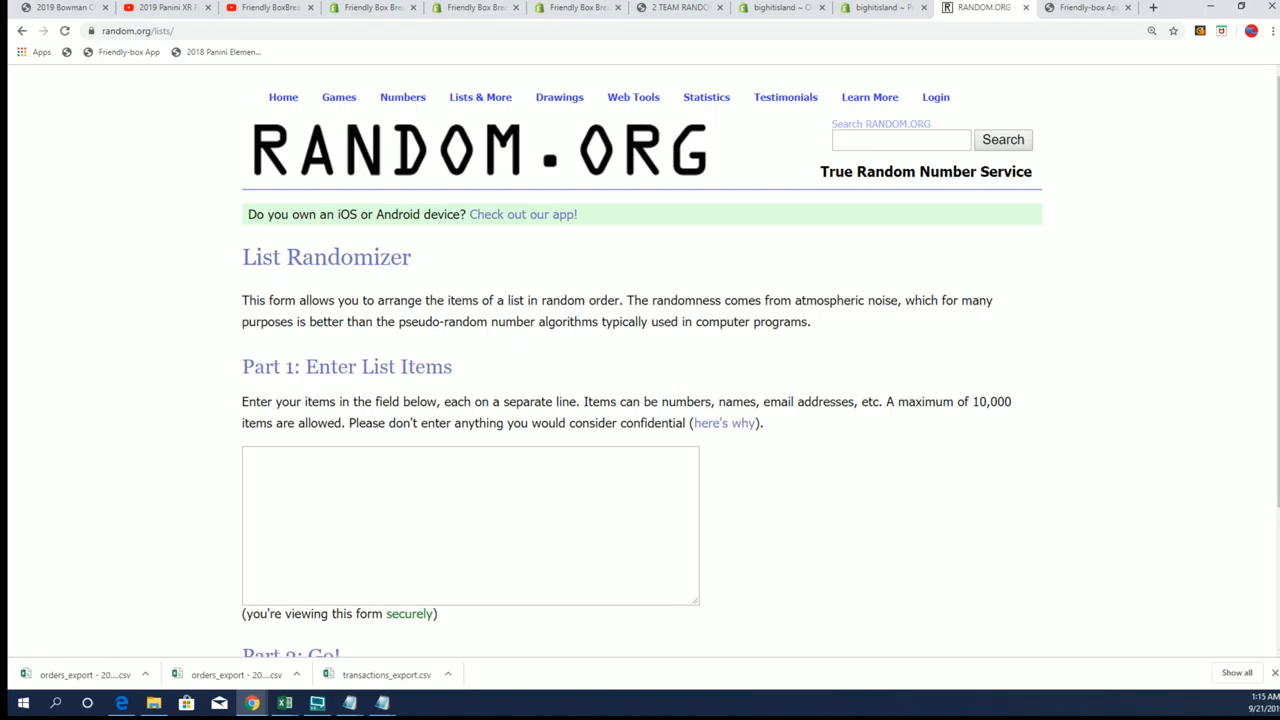 2019 Bowman C
2019 Panini XR F
Friendly BoxBrea
Friendly Box Brea
Friendly Box Brea
Friendly Box Brea
2 TEAM RANDO
bighitisland ~ O
bighitisland ~ P
RANDOM.ORG -
Friendly-box Ap
random.org/lists/
Apps
Friendly-box App
2018 Panini Elemen...
Home
Games
Numbers
Lists & More
Drawings
Web Tools
Statistics
Testimonials
Learn More
Login
RANDOM.ORG
Search RANDOM.ORG
Search
True Random Number Service
Do you own an iOS or Android device? Check out our app!
List Randomizer
This form allows you to arrange the items of a list in random order. The randomness comes from atmospheric noise, which for many
purposes is better than the pseudo-random number algorithms typically used in computer programs.
Part 1: Enter List Items
Enter your items in the field below, each on a separate line. Items can be numbers, names, email addresses, etc. A maximum of 10,000
items are allowed. Please don't enter anything you would consider confidential (here's why).
(you're viewing this form securely)
Part 2: Go!
orders_export - 20....csv
orders_export - 20....csv
transactions_export.csv
Show all
1:15 AM
9/21/20